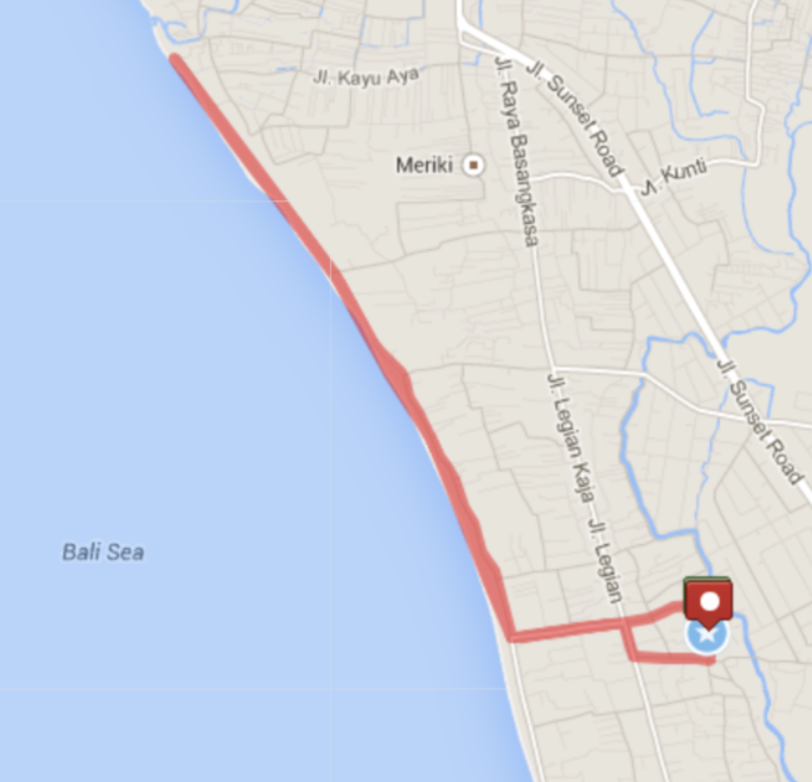 Jl. Kayu Aya
Jl. Raya Basangkasa
Jl. Sunset Road
Meriki
Jl. Kunti
Jl. Sunset Road
Jl. Legian Kaja
Jl. Legian
Bali Sea